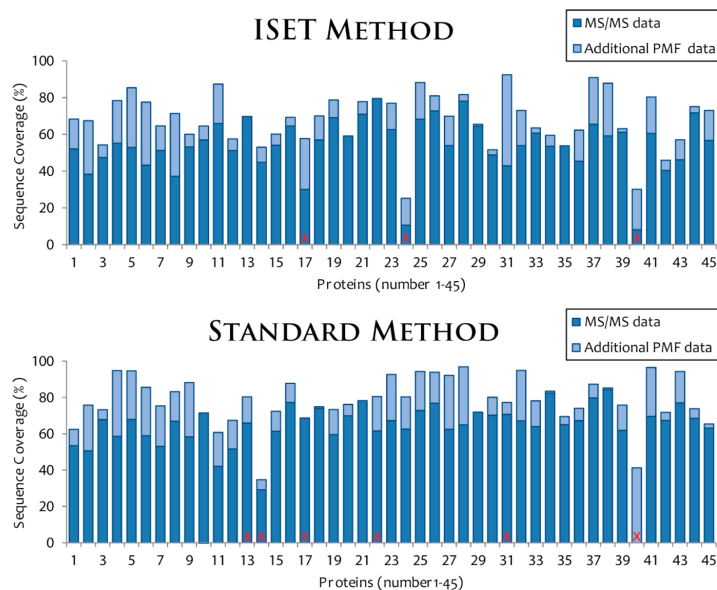 ISET METHOD
MS/MS data
Additional PMF data
Sequence Coverage (%)
100
80
60
40
20
0
X X X
1 3 5 7 9 11 13 15 17 19 21 23 25 27 29 31 33 35 37 39 41 43 45
Proteins (number 1-45)
STANDARD METHOD
MS/MS data
Additional PMF data
Sequence Coverage (%)
100
80
60
40
20
0
X X X X X X
1 3 5 7 9 11 13 15 17 19 21 23 25 27 29 31 33 35 37 39 41 43 45
Proteins (number1-45)